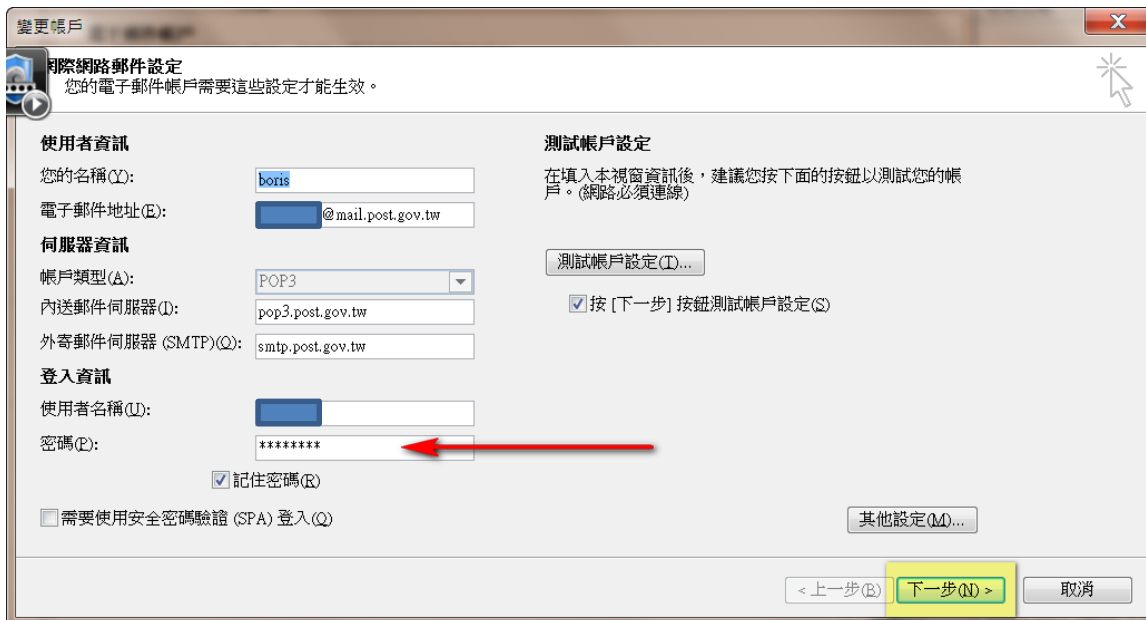 變更帳戶
網際網路郵件設定
您的電子郵件帳戶需要這些設定才能生效。
使用者資訊
您的名稱(Y):
boris
電子郵件地址(E):
@mail.post.gov.tw
伺服器資訊
帳戶類型(A):
POP3
內送郵件伺服器(I):
pop3.post.gov.tw
外寄郵件伺服器 (SMTP)(O):
smtp.post.gov.tw
登入資訊
使用者名稱(U):
密碼(P):
********
記住密碼(R)
需要使用安全密碼驗證 (SPA) 登入(Q)
測試帳戶設定
在填入本視窗資訊後，建議您按下面的按鈕以測試您的帳
戶。(網路必須連線)
測試帳戶設定(T)...
按 [下一步] 按鈕測試帳戶設定(S)
其他設定(M)...
< 上一步(B)
下一步(N) >
取消